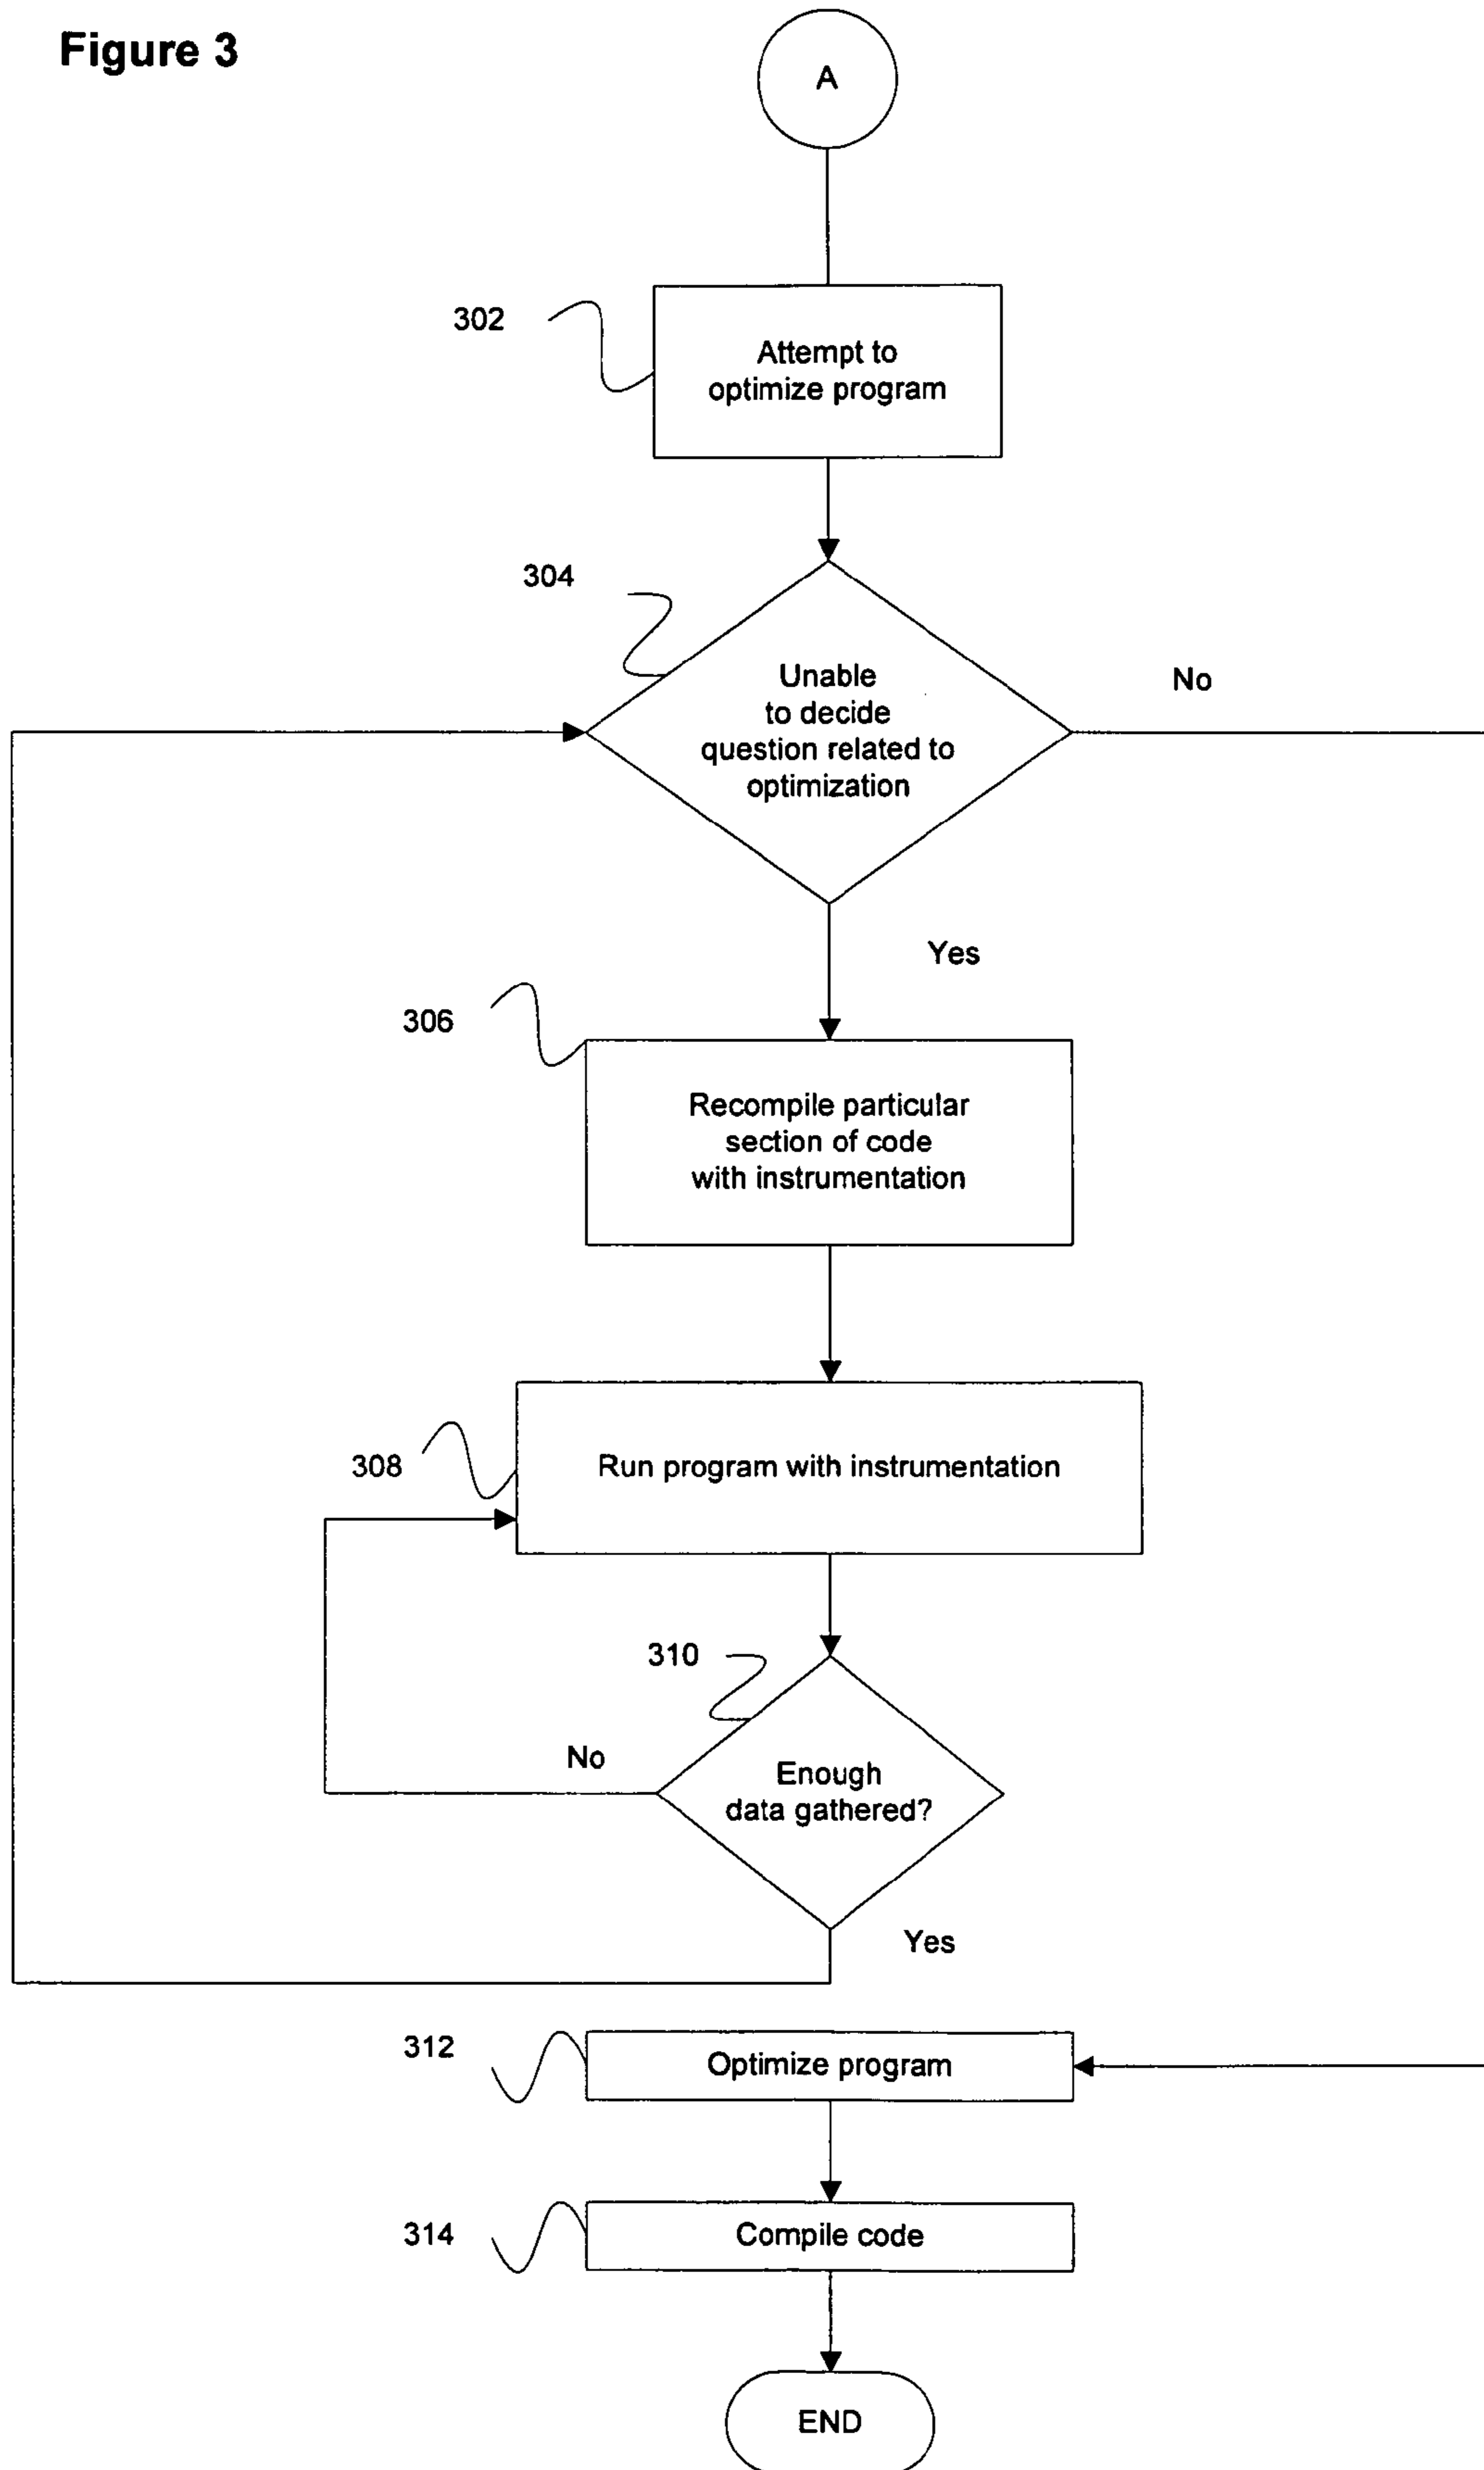 Figure 3
A
302
Attempt to
optimize program
304
Unable
to decide
question related to
optimization
No
Yes
306
Recompile particular
section of code
with instrumentation
308
Run program with instrumentation
310
No
Enough
data gathered?
Yes
312
Optimize program
314
Compile code
END